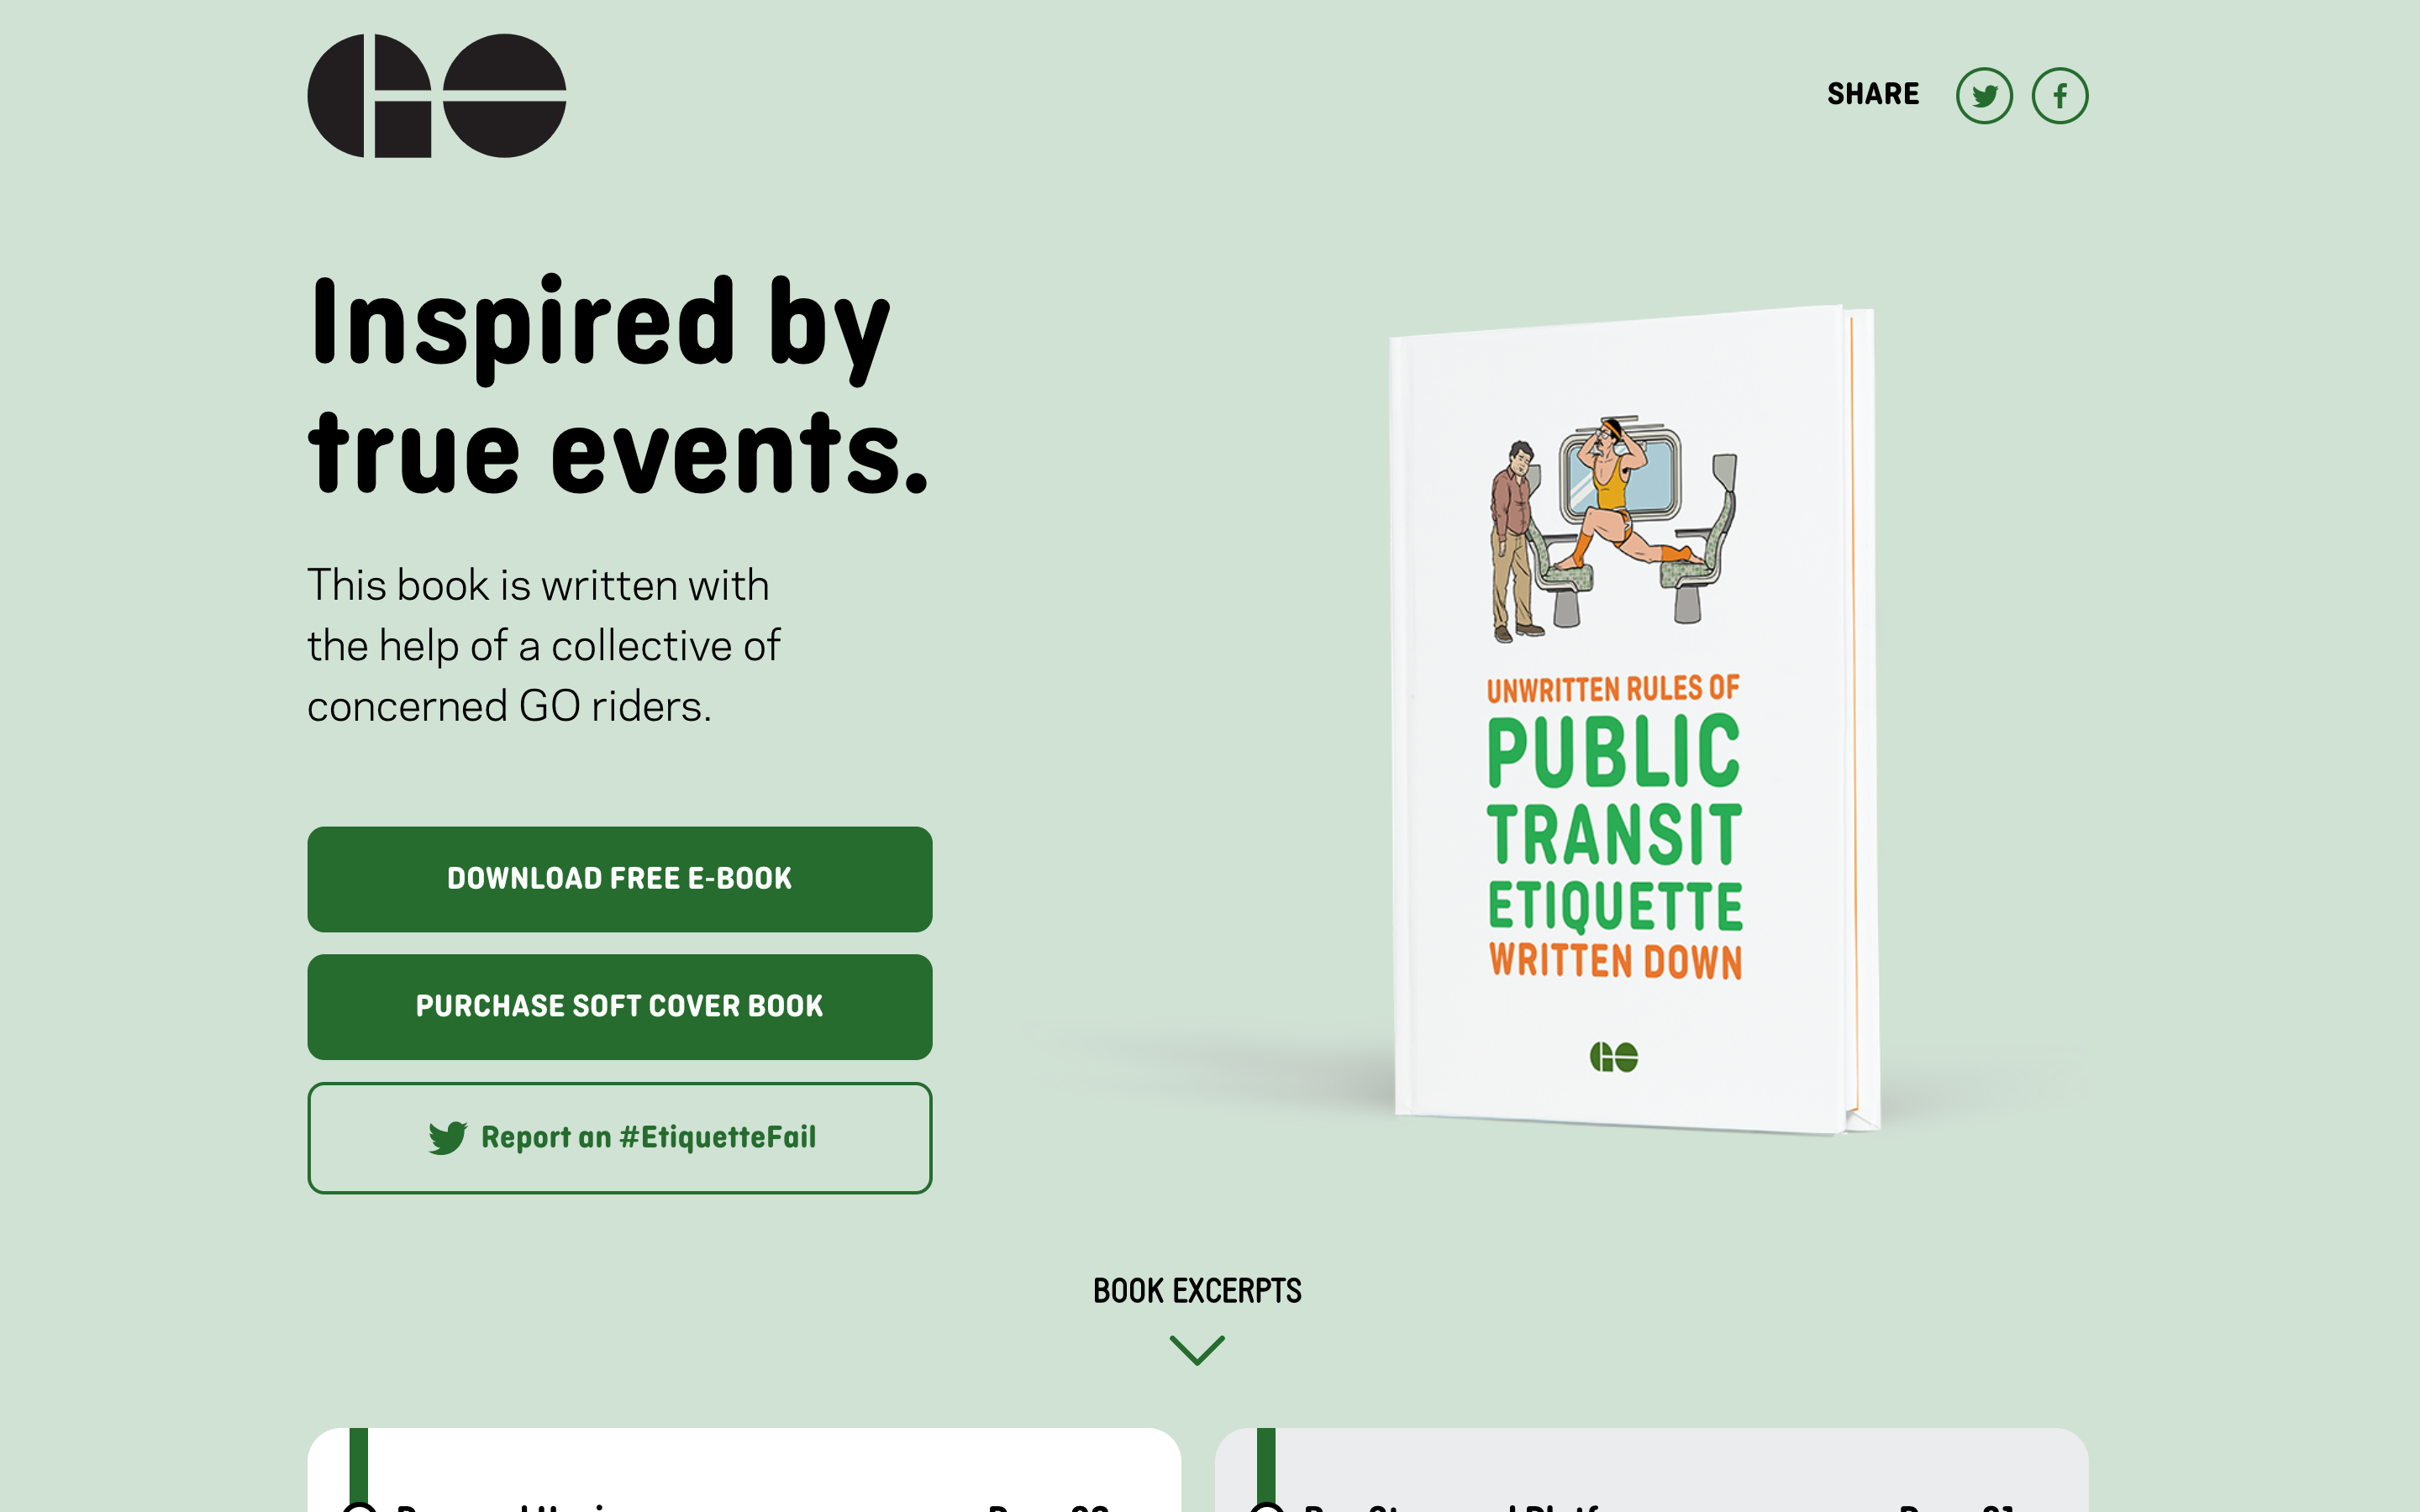 GO
SHARE
Inspired by
true events.
This book is written with
the help of a collective of
concerned GO riders.
DOWNLOAD FREE E-BOOK
PURCHASE SOFT COVER BOOK
Report an #EtiquetteFail
UNWRITTEN RULES OF
PUBLIC
TRANSIT
ETIQUETTE
WRITTEN DOWN
GO
BOOK EXCERPTS